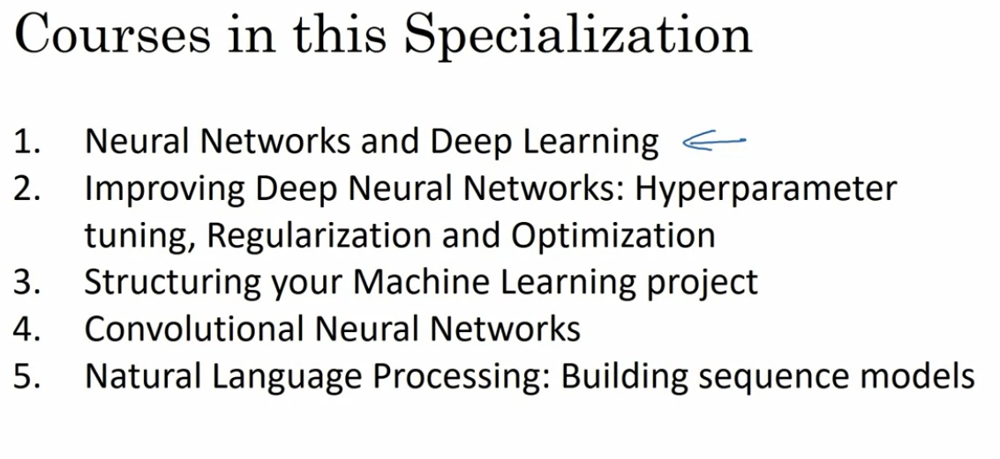 Courses in this Specialization
1. Neural Networks and Deep Learning
2. Improving Deep Neural Networks: Hyperparameter
tuning, Regularization and Optimization
3. Structuring your Machine Learning project
4. Convolutional Neural Networks
5. Natural Language Processing: Building sequence models